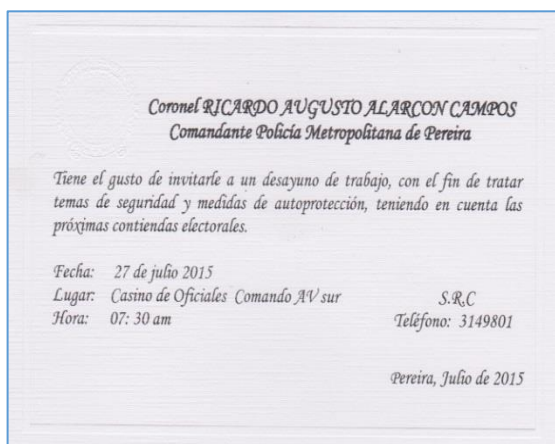 Coronel RICARDO AUGUSTO ALARCON CAMPOS
Comandante Policía Metropolitana de Pereira
Tiene el gusto de invitarle a un desayuno de trabajo, con el fin de tratar
temas de seguridad y medidas de autoprotección, teniendo en cuenta las
próximas contiendas electorales.
Fecha: 27 de julio 2015
Lugar: Casino de Oficiales Comando AV sur
Hora: 07: 30 am
S.R.C
Teléfono: 3149801
Pereira, Julio de 2015